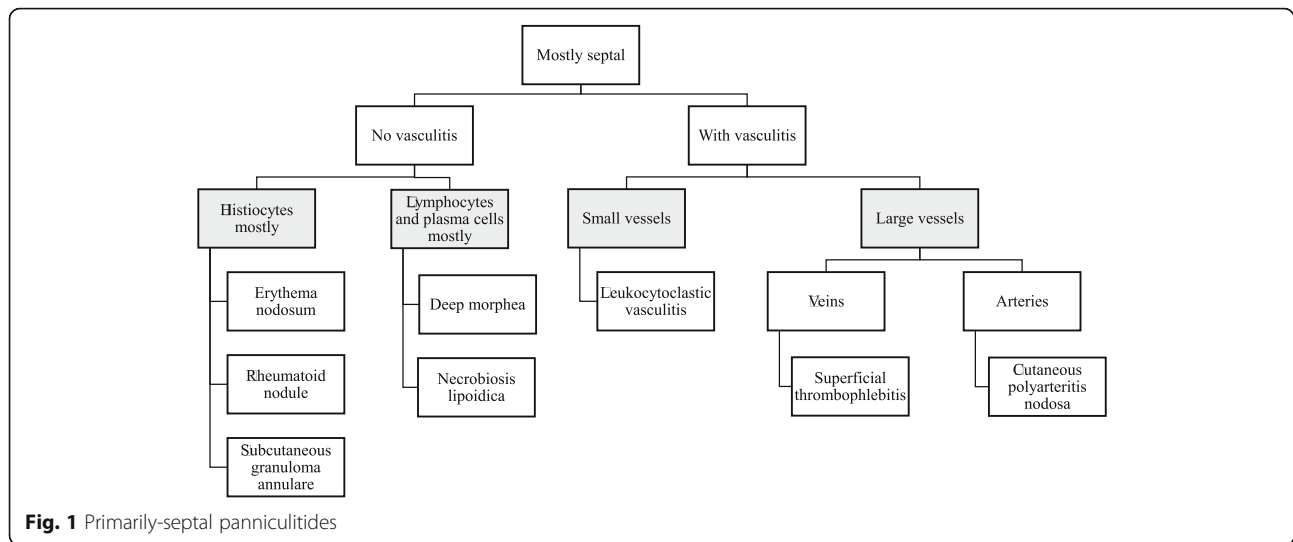 Mostly septal
No vasculitis
With vasculitis
Histiocytes
mostly
Lymphocytes
and plasma cells
mostly
Small vessels
Large vessels
Erythema
nodosum
Deep morphea
Leukocytoclastic
vasculitis
Veins
Arteries
Rheumatoid
nodule
Necrobiosis
lipoidica
Superficial
thrombophlebitis
Cutaneous
polyarteritis
nodosa
Subcutaneous
granuloma
annulare
Fig. 1 Primarily-septal panniculitides